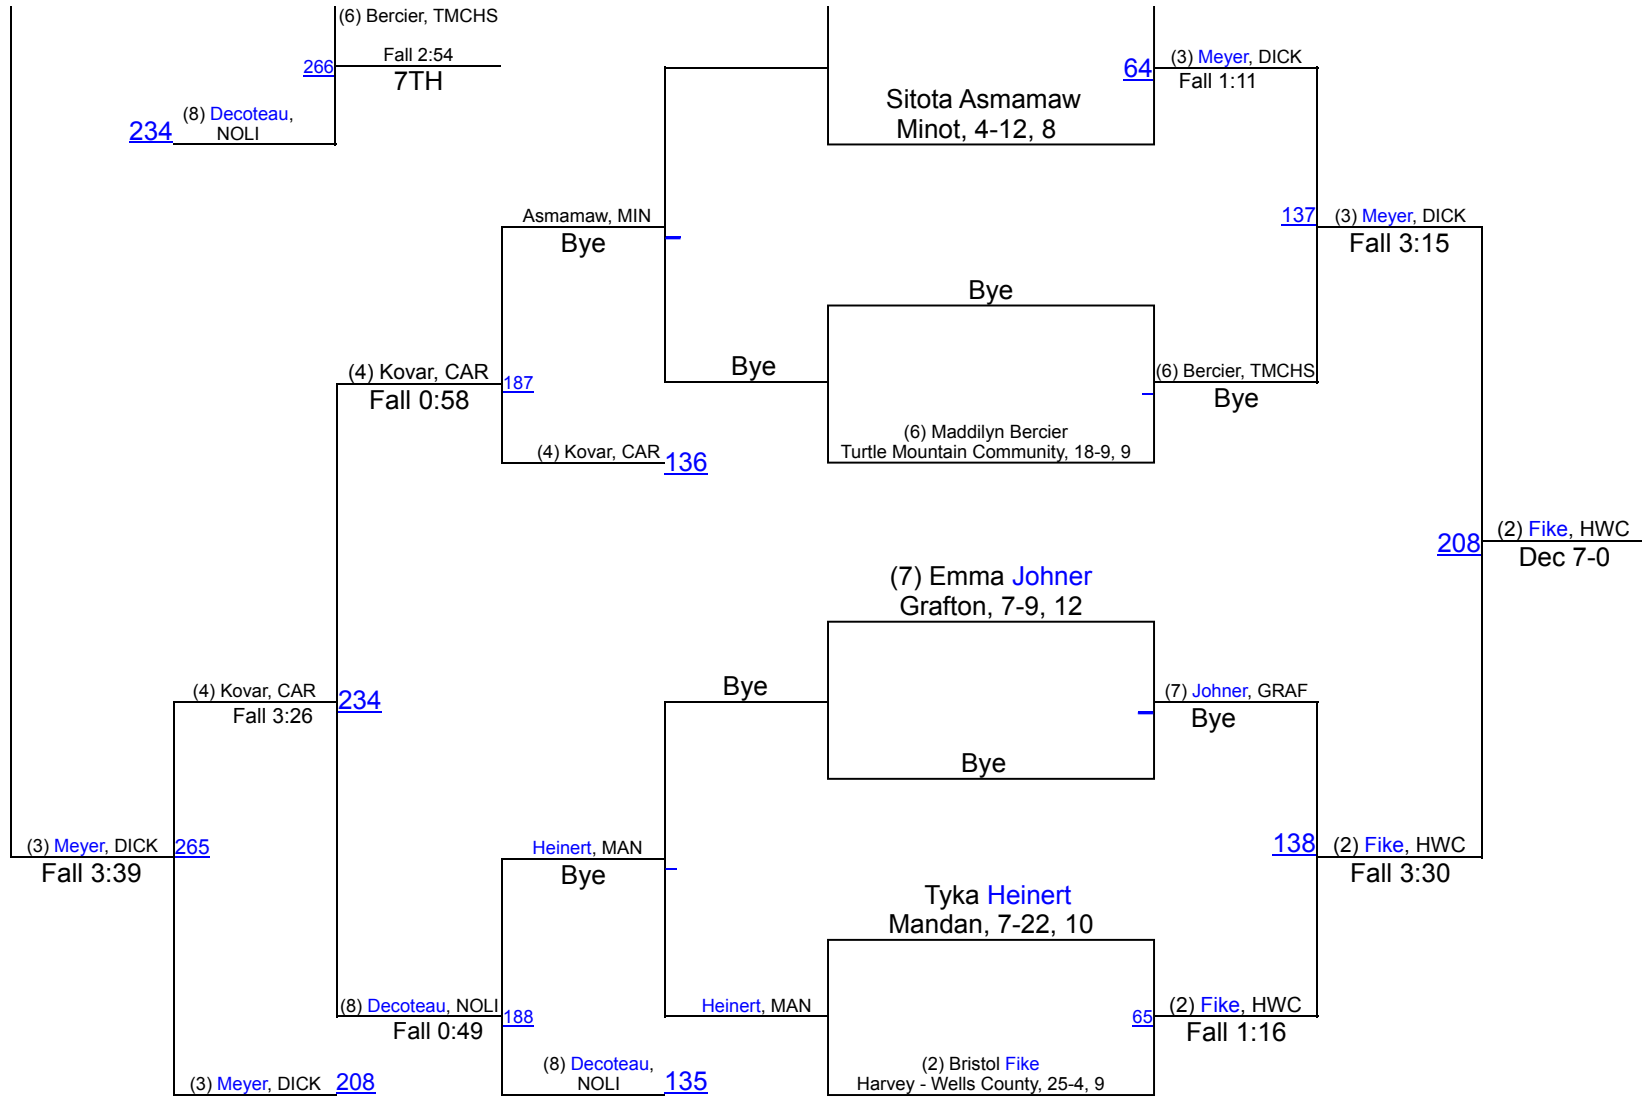 (6) Bercier, TMCHS
Fall 2:54
266
7TH
(8) Decoteau,
NOLI
234
64
(3) Meyer, DICK
Fall 1:11
Sitota Asmamaw
Minot, 4-12, 8
Asmamaw, MIN
Bye
137
(3) Meyer, DICK
Fall 3:15
Bye
Bye
(6) Bercier, TMCHS
Bye
(4) Kovar, CAR
187
Fall 0:58
(6) Maddilyn Bercier
Turtle Mountain Community, 18-9, 9
(4) Kovar, CAR
136
208
(2) Fike, HWC
Dec 7-0
(7) Emma Johner
Grafton, 7-9, 12
Bye
(7) Johner, GRAF
Bye
(4) Kovar, CAR
234
Fall 3:26
Bye
(3) Meyer, DICK
265
Fall 3:39
Heinert, MAN
Bye
138
(2) Fike, HWC
Fall 3:30
Tyka Heinert
Mandan, 7-22, 10
(8) Decoteau, NOLI
188
Fall 0:49
Heinert, MAN
65
(2) Fike, HWC
Fall 1:16
(8) Decoteau,
NOLI
135
(2) Bristol Fike
Harvey - Wells County, 25-4, 9
(3) Meyer, DICK
208